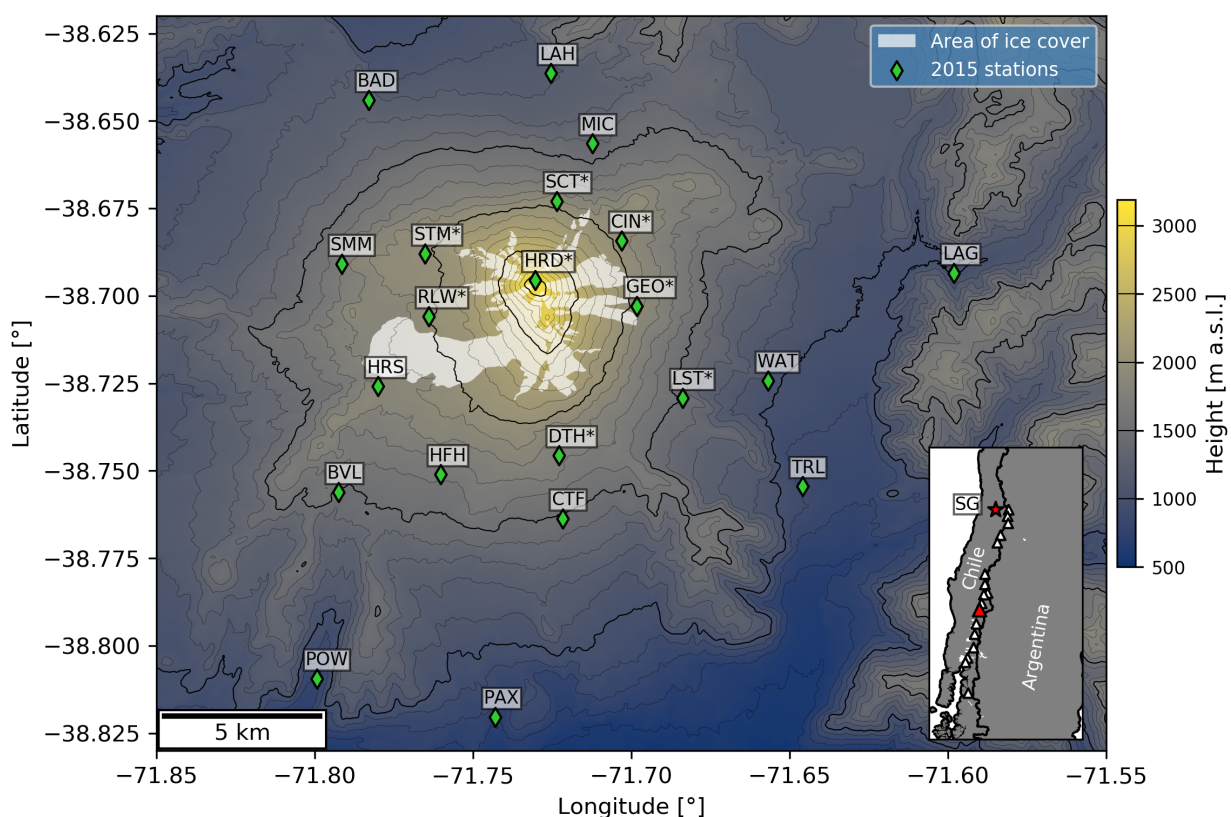 −38.625
−38.650
−38.675
−38.700
−38.725
−38.750
−38.775
−38.800
−38.825
Latitude [°]
Area of ice cover
2015 stations
LAH
BAD
MIC
SCT*
CIN*
STM*
SMM
HRD*
LAG
RLW*
GEO*
HRS
WAT
LST*
DTH*
HFH
BVL
TRL
CTF
POW
PAX
5 km
SG
Chile
Argentina
−71.85
−71.80
−71.75
−71.70
−71.65
−71.60
−71.55
Longitude [°]
3000
2500
2000
1500
1000
500
Height [m a.s.l.]